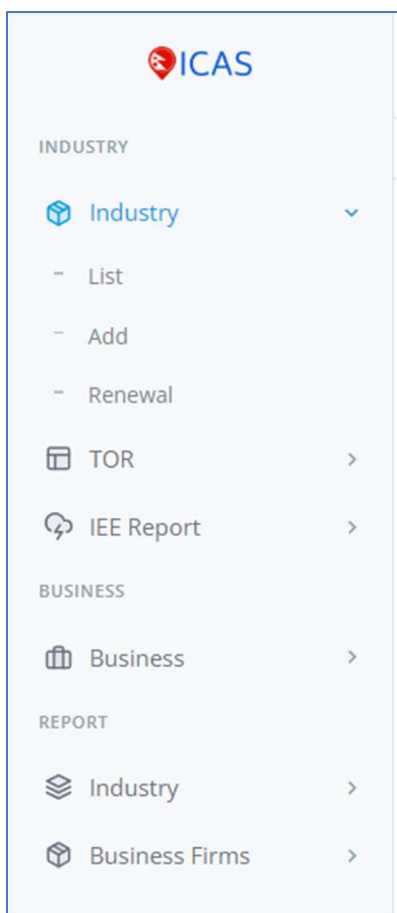 ICAS
INDUSTRY
Industry
- List
- Add
- Renewal
TOR
IEE Report
BUSINESS
Business
REPORT
Industry
Business Firms